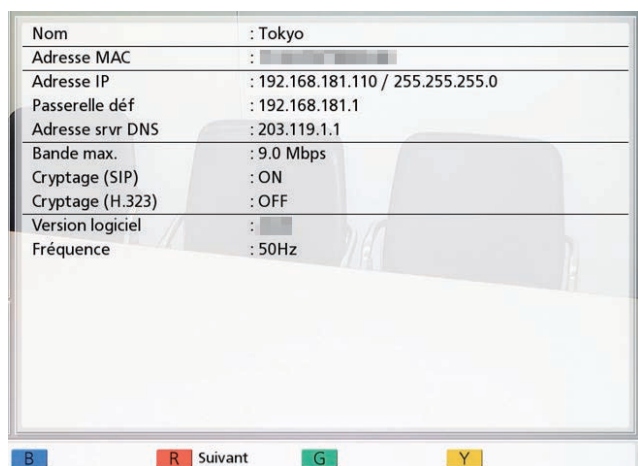 Nom : Tokyo
Adresse MAC :
Adresse IP : 192.168.181.110 / 255.255.255.0
Passerelle déf : 192.168.181.1
Adresse srvr DNS : 203.119.1.1
Bande max. : 9.0 Mbps
Cryptage (SIP) : ON
Cryptage (H.323) : OFF
Version logiciel :
Fréquence : 50Hz
B R Suivant G Y